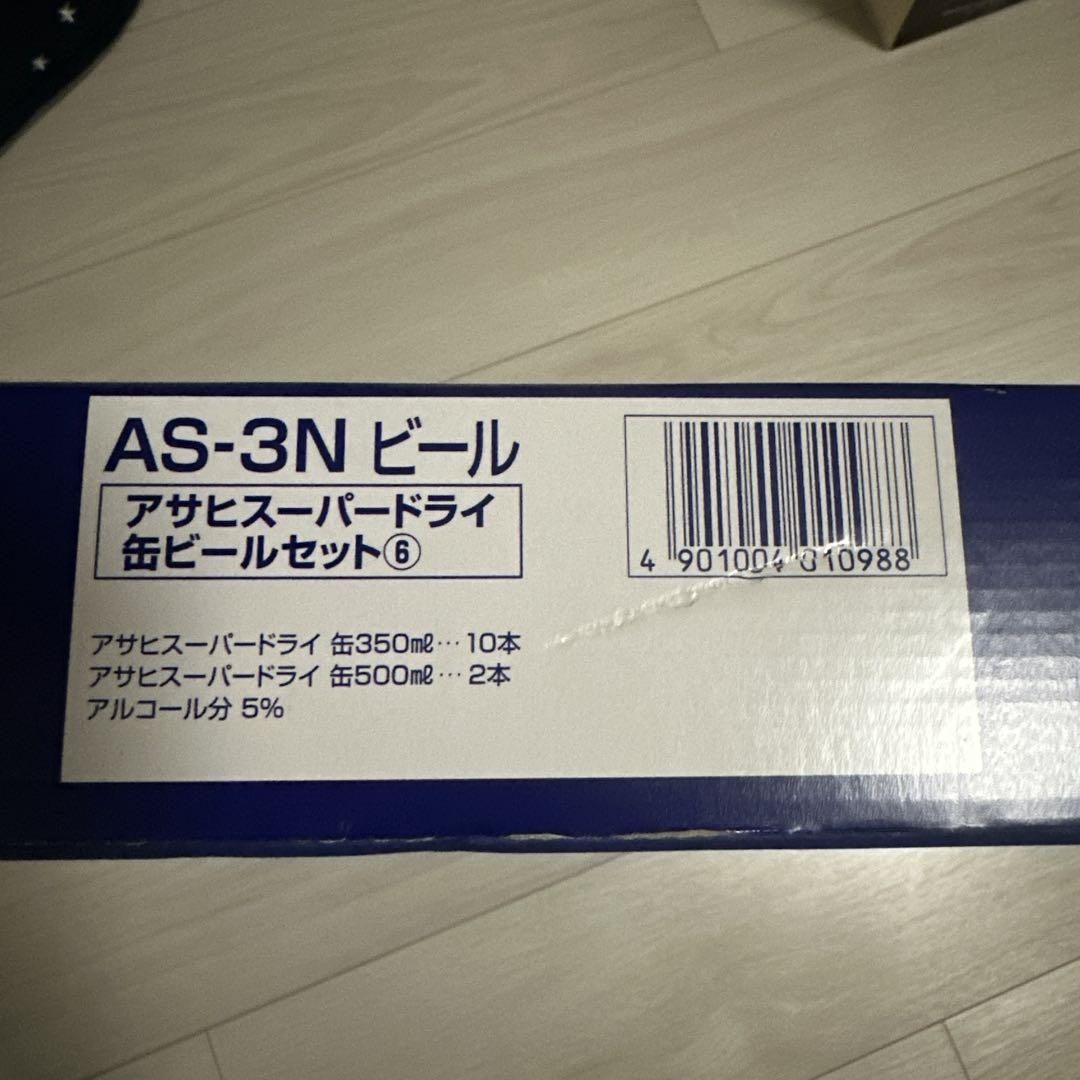 AS-3N ビール
アサヒスーパードライ
缶ビールセット⑥
4 901004 010988
アサヒスーパードライ 缶350㎖… 10本
アサヒスーパードライ 缶500㎖… 2本
アルコール分 5%